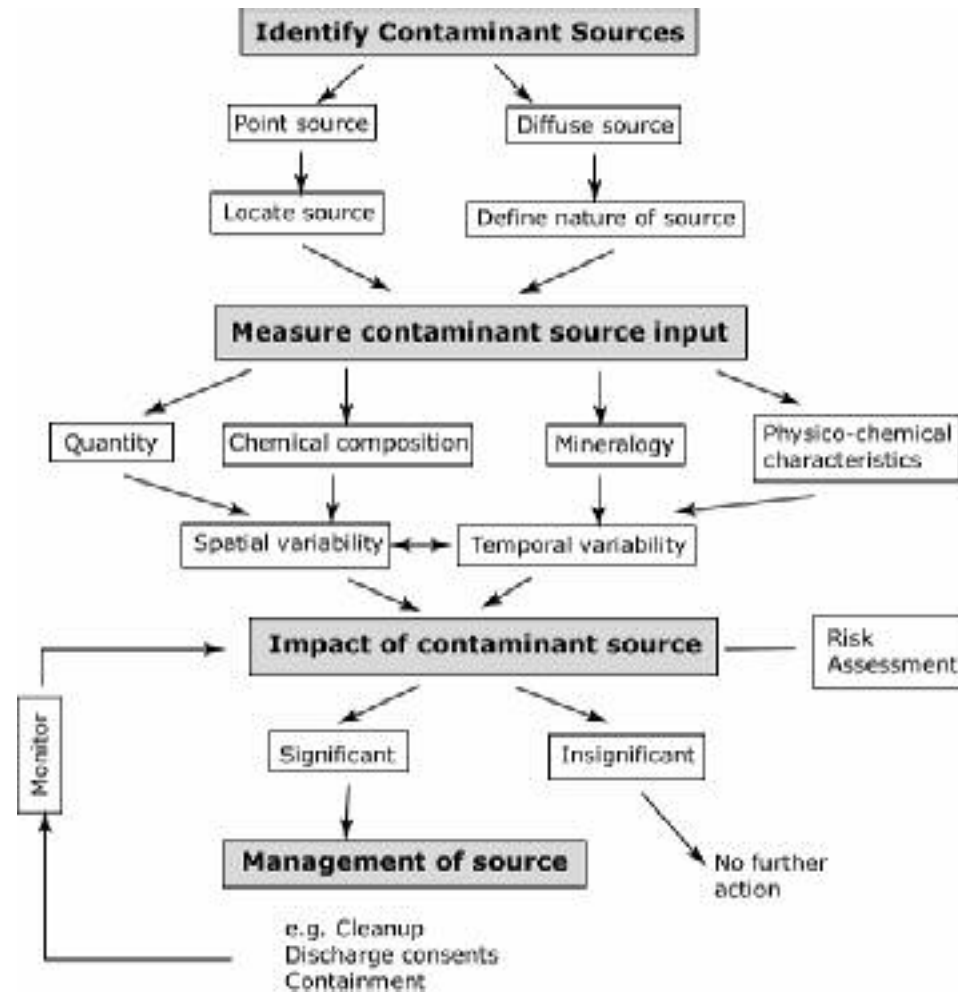 Identify Contaminant Sources
Point source
Diffuse source
Locate source
Define nature of source
Measure contaminant source input
Quantity
Chemical composition
Mineralogy
Physico-chemical
characteristics
Spatial variability
Temporal variability
Impact of contaminant source
Risk
Assessment
Monitor
Significant
Insignificant
Management of source
No further
action
e.g. Cleanup
Discharge consents
Containment